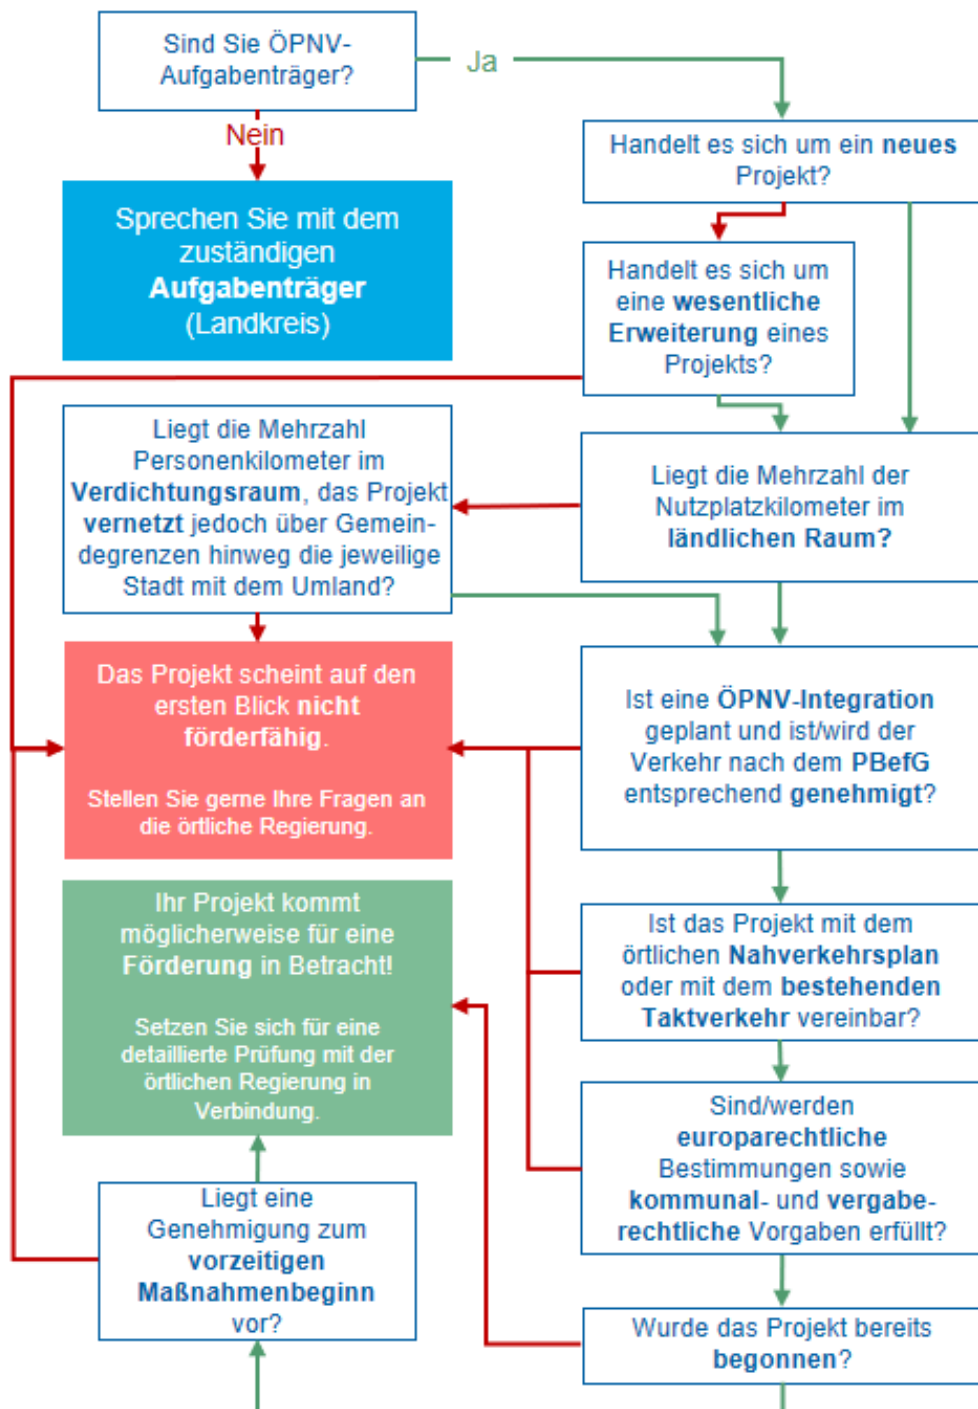 Sind Sie ÖPNV-
Aufgabenträger?
Ja
Nein
Handelt es sich um ein neues
Projekt?
Sprechen Sie mit dem
zuständigen
Aufgabenträger
(Landkreis)
Handelt es sich um
eine wesentliche
Erweiterung eines
Projekts?
Liegt die Mehrzahl
Personenkilometer im
Verdichtungsraum, das Projekt
vernetzt jedoch über Gemein-
degrenzen hinweg die jeweilige
Stadt mit dem Umland?
Liegt die Mehrzahl der
Nutzplatzkilometer im
ländlichen Raum?
Das Projekt scheint auf den
ersten Blick nicht
förderfähig.
Stellen Sie gerne Ihre Fragen an
die örtliche Regierung.
Ist eine ÖPNV-Integration
geplant und ist/wird der
Verkehr nach dem PBefG
entsprechend genehmigt?
Ihr Projekt kommt
möglicherweise für eine
Förderung in Betracht!
Setzen Sie sich für eine
detaillierte Prüfung mit der
örtlichen Regierung in
Verbindung.
Ist das Projekt mit dem
örtlichen Nahverkehrsplan
oder mit dem bestehenden
Taktverkehr vereinbar?
Sind/werden
europarechtliche
Bestimmungen sowie
kommunal- und vergabe-
rechtliche Vorgaben erfüllt?
Liegt eine
Genehmigung zum
vorzeitigen
Maßnahmenbeginn
vor?
Wurde das Projekt bereits
begonnen?